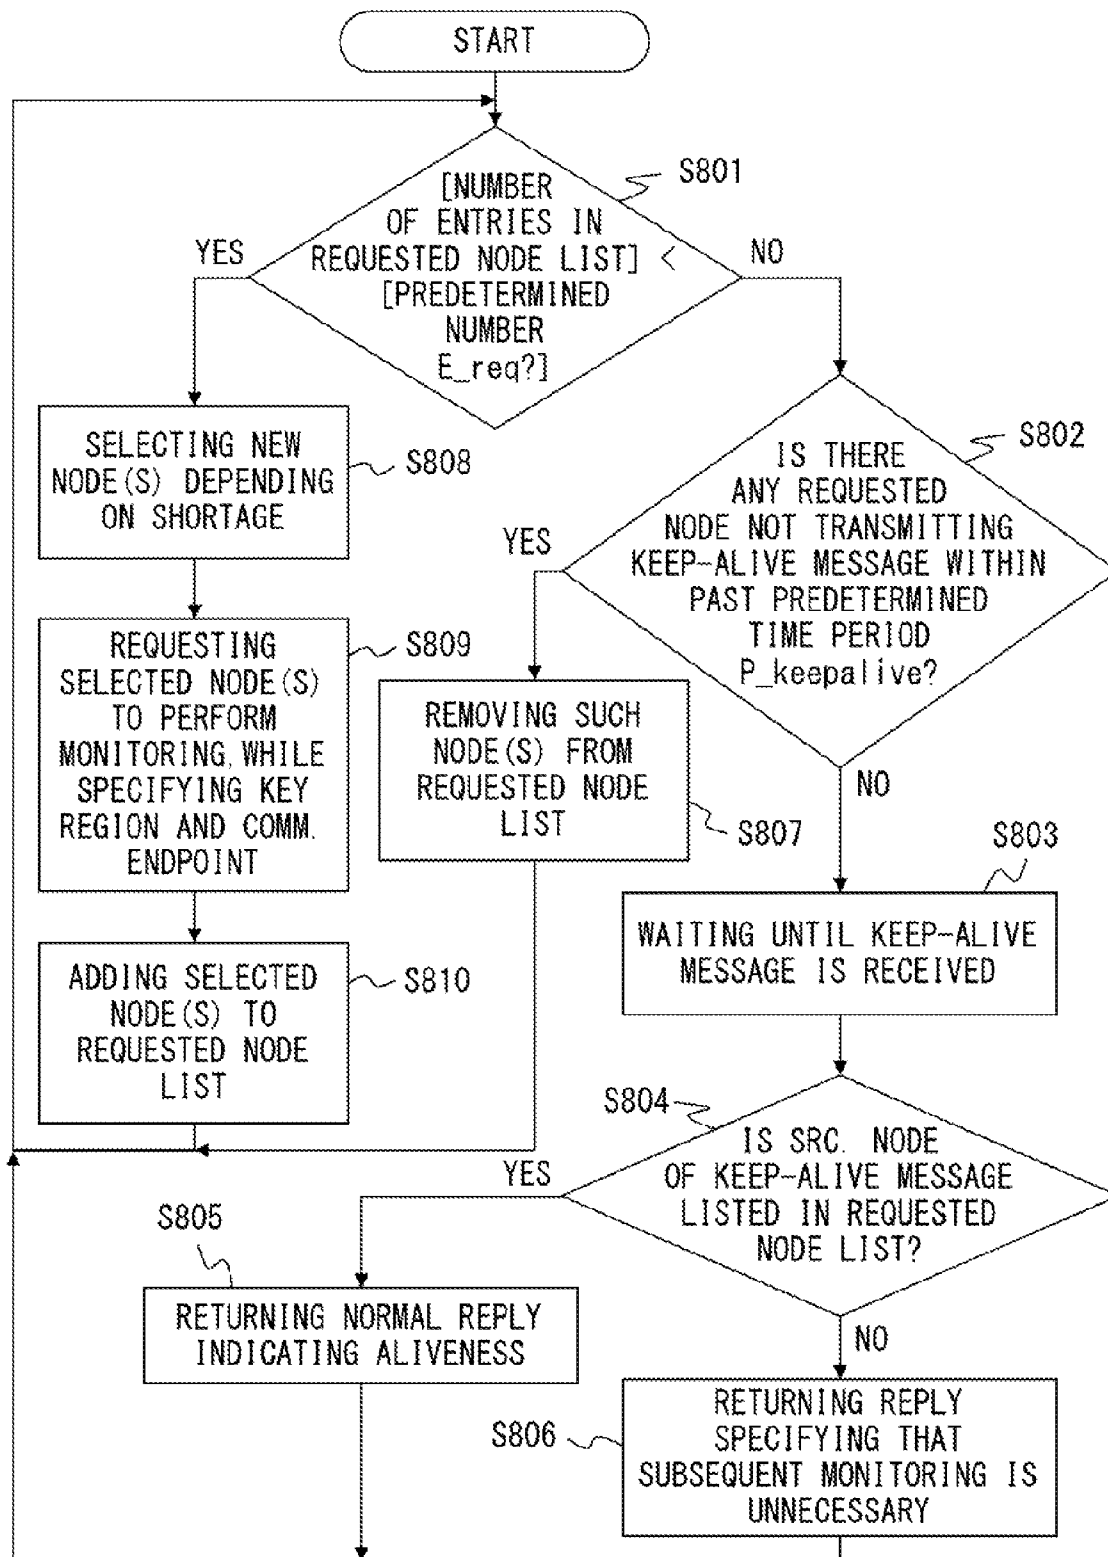 START
S801
[NUMBER
OF ENTRIES IN
REQUESTED NODE LIST] <
[PREDETERMINED
NUMBER
E_req?]
YES
NO
SELECTING NEW
NODE(S) DEPENDING
ON SHORTAGE
S808
S802
IS THERE
ANY REQUESTED
NODE NOT TRANSMITTING
KEEP-ALIVE MESSAGE WITHIN
PAST PREDETERMINED
TIME PERIOD
P_keepalive?
YES
NO
REQUESTING
SELECTED NODE(S)
TO PERFORM
MONITORING, WHILE
SPECIFYING KEY
REGION AND COMM.
ENDPOINT
S809
REMOVING SUCH
NODE(S) FROM
REQUESTED NODE
LIST
S807
S803
WAITING UNTIL KEEP-ALIVE
MESSAGE IS RECEIVED
ADDING SELECTED
NODE(S) TO
REQUESTED NODE
LIST
S810
S804
IS SRC. NODE
OF KEEP-ALIVE MESSAGE
LISTED IN REQUESTED
NODE LIST?
YES
NO
S805
RETURNING NORMAL REPLY
INDICATING ALIVENESS
S806
RETURNING REPLY
SPECIFYING THAT
SUBSEQUENT MONITORING IS
UNNECESSARY